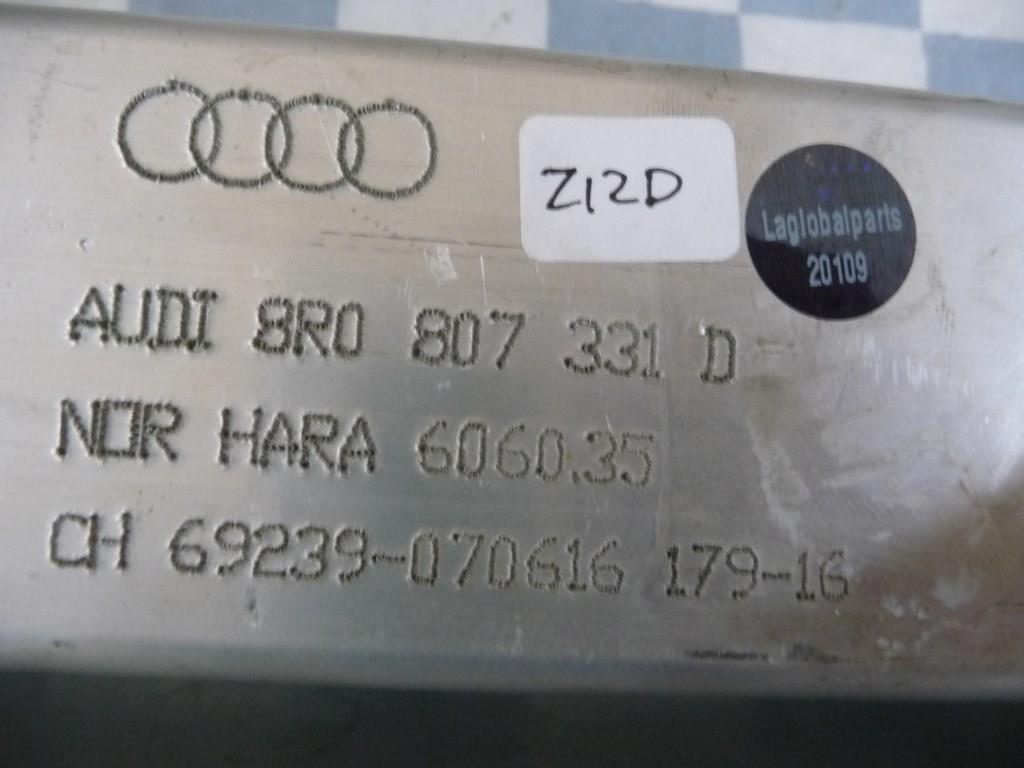 Z12D
Laglobalparts
20109
AUDI 8R0 807 331 D
NOR HARA 6060.35
CH 69239-070616 179-16